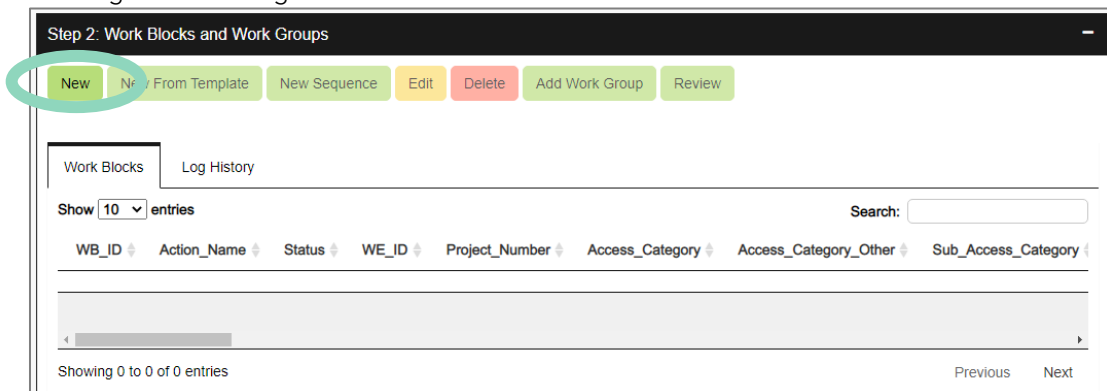 Step 2: Work Blocks and Work Groups
New New From Template New Sequence Edit Delete Add Work Group Review
Work Blocks Log History
Show 10 entries Search:
WB_ID Action_Name Status WE_ID Project_Number Access_Category Access_Category_Other Sub_Access_Category
Showing 0 to 0 of 0 entries Previous Next